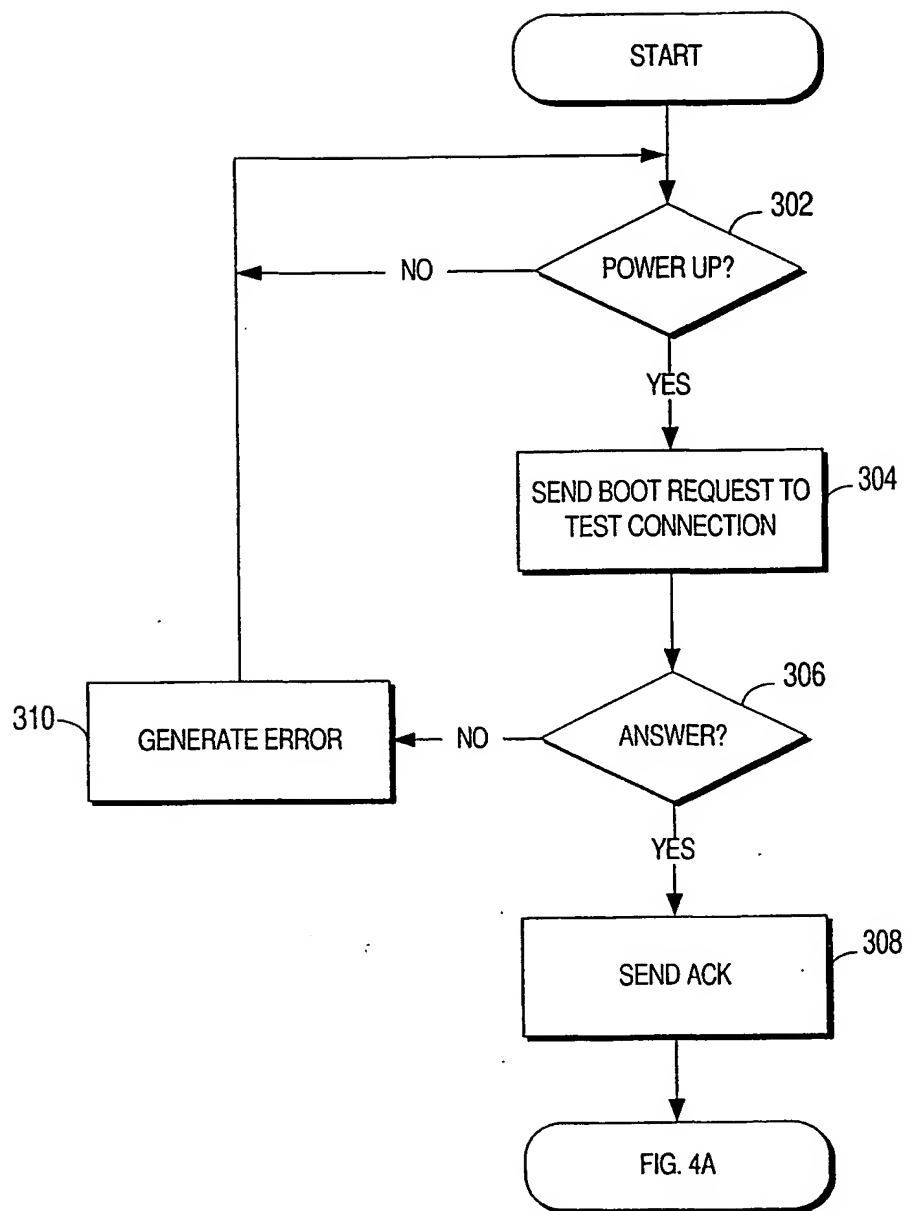 START
302
POWER UP?
NO
YES
SEND BOOT REQUEST TO
TEST CONNECTION
304
306
ANSWER?
NO
310
GENERATE ERROR
YES
SEND ACK
308
FIG. 4A